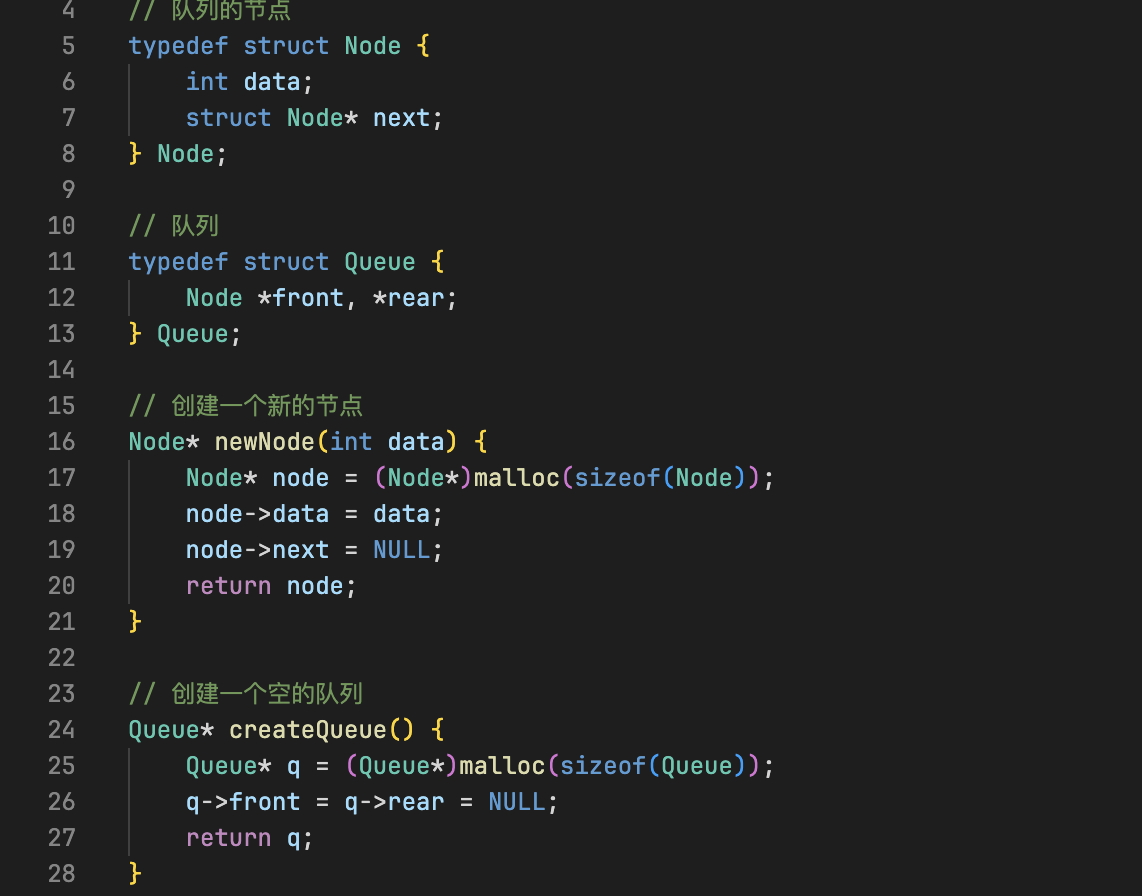 4 // 队列的节点
5 typedef struct Node {
6     int data;
7     struct Node* next;
8 } Node;
9
10 // 队列
11 typedef struct Queue {
12     Node *front, *rear;
13 } Queue;
14
15 // 创建一个新的节点
16 Node* newNode(int data) {
17     Node* node = (Node*)malloc(sizeof(Node));
18     node->data = data;
19     node->next = NULL;
20     return node;
21 }
22
23 // 创建一个空的队列
24 Queue* createQueue() {
25     Queue* q = (Queue*)malloc(sizeof(Queue));
26     q->front = q->rear = NULL;
27     return q;
28 }